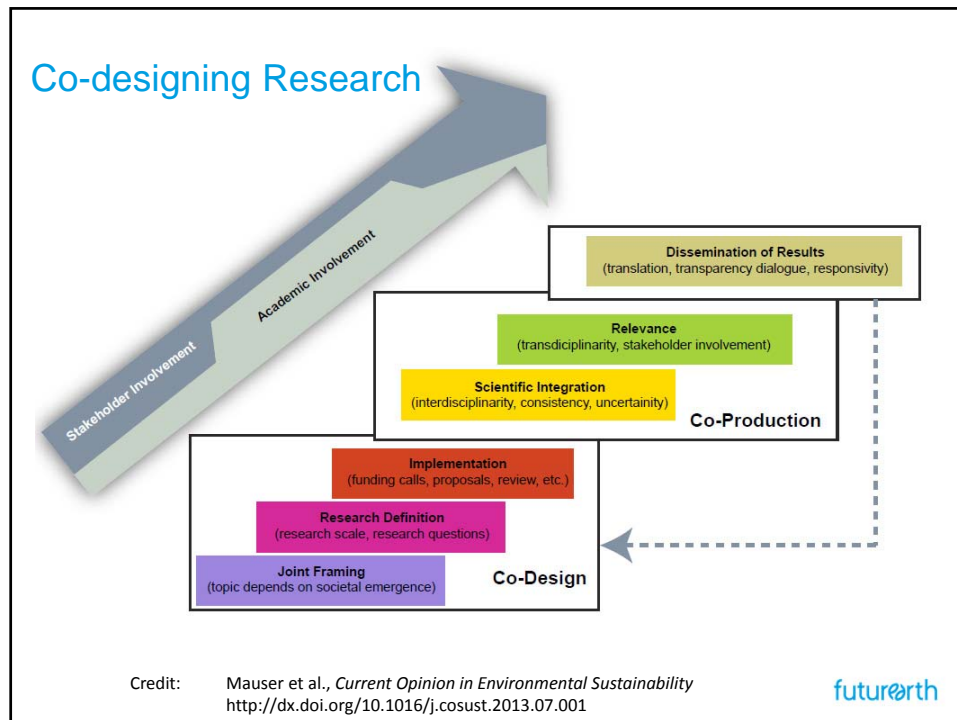 Co-designing Research
Stakeholder Involvement
Academic Involvement
Dissemination of Results
(translation, transparency dialogue, responsivity)
Relevance
(transdiciplinarity, stakeholder involvement)
Scientific Integration
(interdisciplinarity, consistency, uncertainity)
Co-Production
Implementation
(funding calls, proposals, review, etc.)
Research Definition
(research scale, research questions)
Joint Framing
(topic depends on societal emergence)
Co-Design
Credit: Mauser et al., Current Opinion in Environmental Sustainability
http://dx.doi.org/10.1016/j.cosust.2013.07.001
futurearth